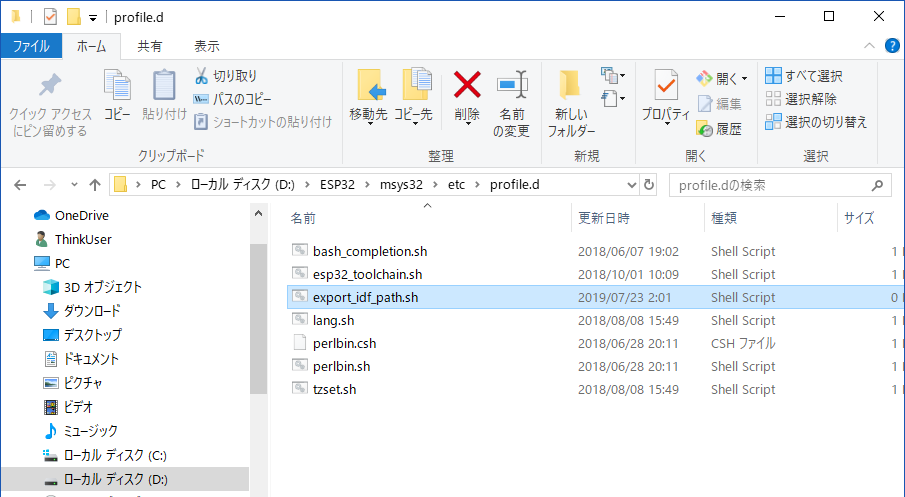 profile.d
ファイル ホーム 共有 表示
クイック アクセス
にピン留めする
コピー
貼り付け
切り取り
パスのコピー
ショートカットの貼り付け
クリップボード
移動先
コピー先
削除
名前
の変更
整理
新しい
フォルダー
新規
プロパティ
開く
編集
履歴
開く
すべて選択
選択解除
選択の切り替え
選択
PC > ローカル ディスク (D:) > ESP32 > msys32 > etc > profile.d
profile.dの検索
OneDrive
ThinkUser
PC
3D オブジェクト
ダウンロード
デスクトップ
ドキュメント
ピクチャ
ビデオ
ミュージック
ローカル ディスク (C:)
ローカル ディスク (D:)
名前 更新日時 種類 サイズ
bash_completion.sh 2018/06/07 19:02 Shell Script 1
esp32_toolchain.sh 2018/10/01 10:09 Shell Script 1
export_idf_path.sh 2019/07/23 2:01 Shell Script 0
lang.sh 2018/08/08 15:49 Shell Script 1
perlbin.csh 2018/06/28 20:11 CSH ファイル 1
perlbin.sh 2018/06/28 20:11 Shell Script 1
tzset.sh 2018/08/08 15:49 Shell Script 1